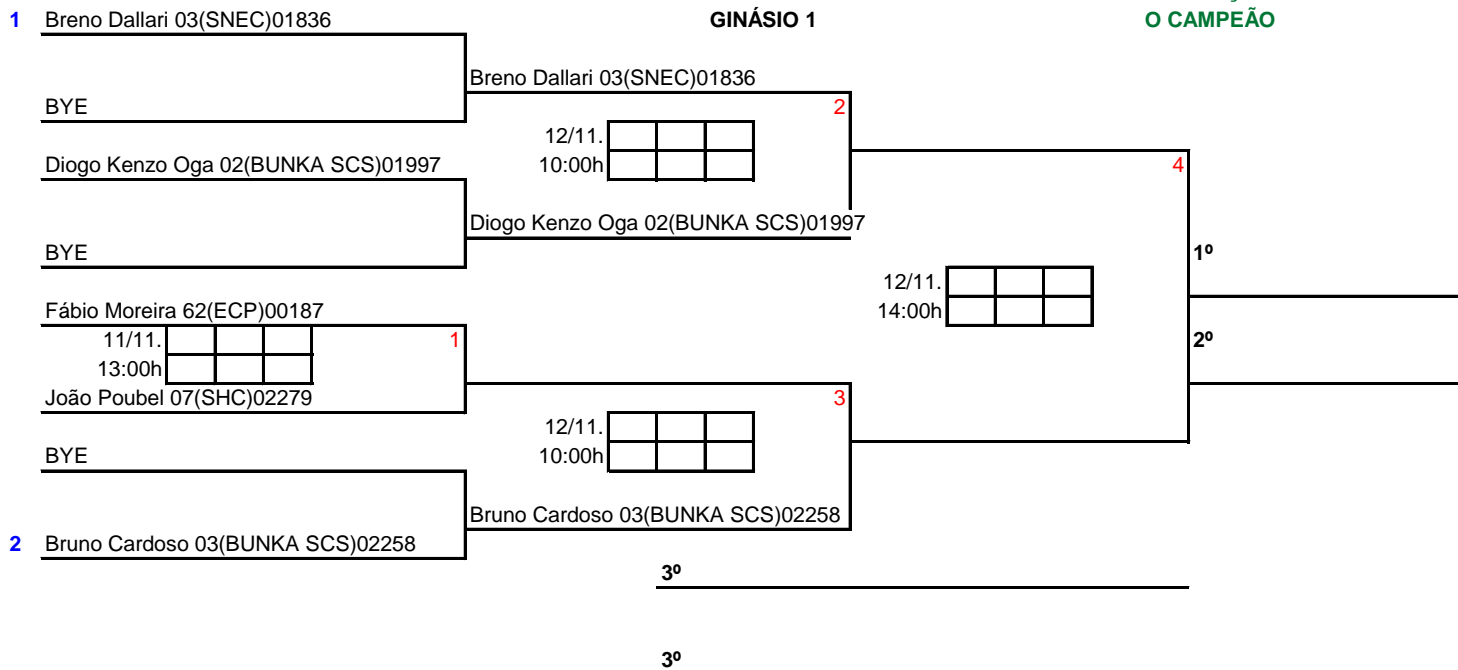 1 Breno Dallari 03(SNEC)01836
GINÁSIO 1
O CAMPEÃO
Breno Dallari 03(SNEC)01836
BYE
2
12/11.
10:00h
Diogo Kenzo Oga 02(BUNKA SCS)01997
4
Diogo Kenzo Oga 02(BUNKA SCS)01997
BYE
1º
12/11.
14:00h
Fábio Moreira 62(ECP)00187
11/11.
13:00h
1
2º
João Poubel 07(SHC)02279
3
12/11.
10:00h
BYE
Bruno Cardoso 03(BUNKA SCS)02258
2 Bruno Cardoso 03(BUNKA SCS)02258
3º
3º